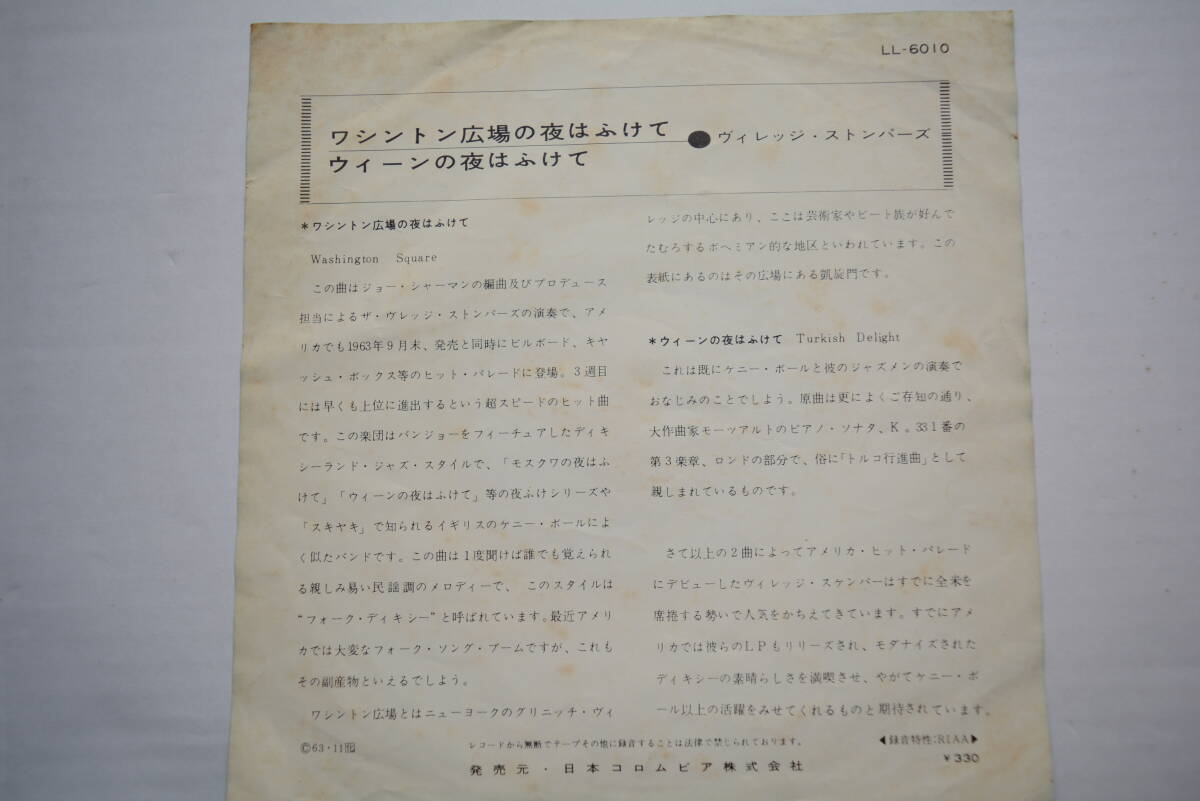 LL-6010
ワシントン広場の夜はふけて
ウィーンの夜はふけて
●ヴィレッジ・ストンパーズ
＊ワシントン広場の夜はふけて
Washington Square
この曲はジョー・シャーマンの編曲及びプロデュース
担当によるザ・ヴレッジ・ストンパーズの演奏で、アメ
リカでも1963年9月末、発売と同時にビルボード、キヤ
ッシュ・ボックス等のヒット・パレードに登場。3週目
には早くも上位に進出するという超スピードのヒット曲
です。この楽団はバンジョーをフィーチュアしたディキ
シーランド・ジャズ・スタイルで、「モスクワの夜はふ
けて」「ウィーンの夜はふけて」等の夜ふけシリーズや
「スキヤキ」で知られるイギリスのケニー・ボールによ
く似たバンドです。この曲は1度聞けば誰でも覚えられ
る親しみ易い民謡調のメロディーで、 このスタイルは
“フォーク・ディキシー”と呼ばれています。最近アメリ
カでは大変なフォーク・ソング・ブームですが、これも
その副産物といえるでしよう。
ワシントン広場とはニューヨークのグリニッチ・ヴィ
レッジの中心にあり、ここは芸術家やビート族が好んで
たむろするボヘミアン的な地区といわれています。この
表紙にあるのはその広場にある凱旋門です。
＊ウィーンの夜はふけて Turkish Delight
これは既にケニー・ボールと彼のジャズメンの演奏で
おなじみのことでしよう。原曲は更によくご存知の通り、
大作曲家モーツアルトのピアノ・ソナタ、K。331番の
第3楽章、ロンドの部分で、俗に「トルコ行進曲」として
親しまれているものです。
さて以上の2曲によってアメリカ・ヒット・パレード
にデビューしたヴィレッジ・スケンパーはすでに全米を
席捲する勢いで人気をかちえてきています。すでにアメ
リカでは彼らのLPもリリーズされ、モダナイズされた
ディキシーの素晴らしさを満喫させ、やがてケニー・ボ
ール以上の活躍をみせてくれるものと期待されています。
Ⓒ63・11
レコードから無断でテープその他に録音することは法律で禁じられております。
◀録音特性:RIAA▶
発売元・日本コロムビア株式会社
￥330